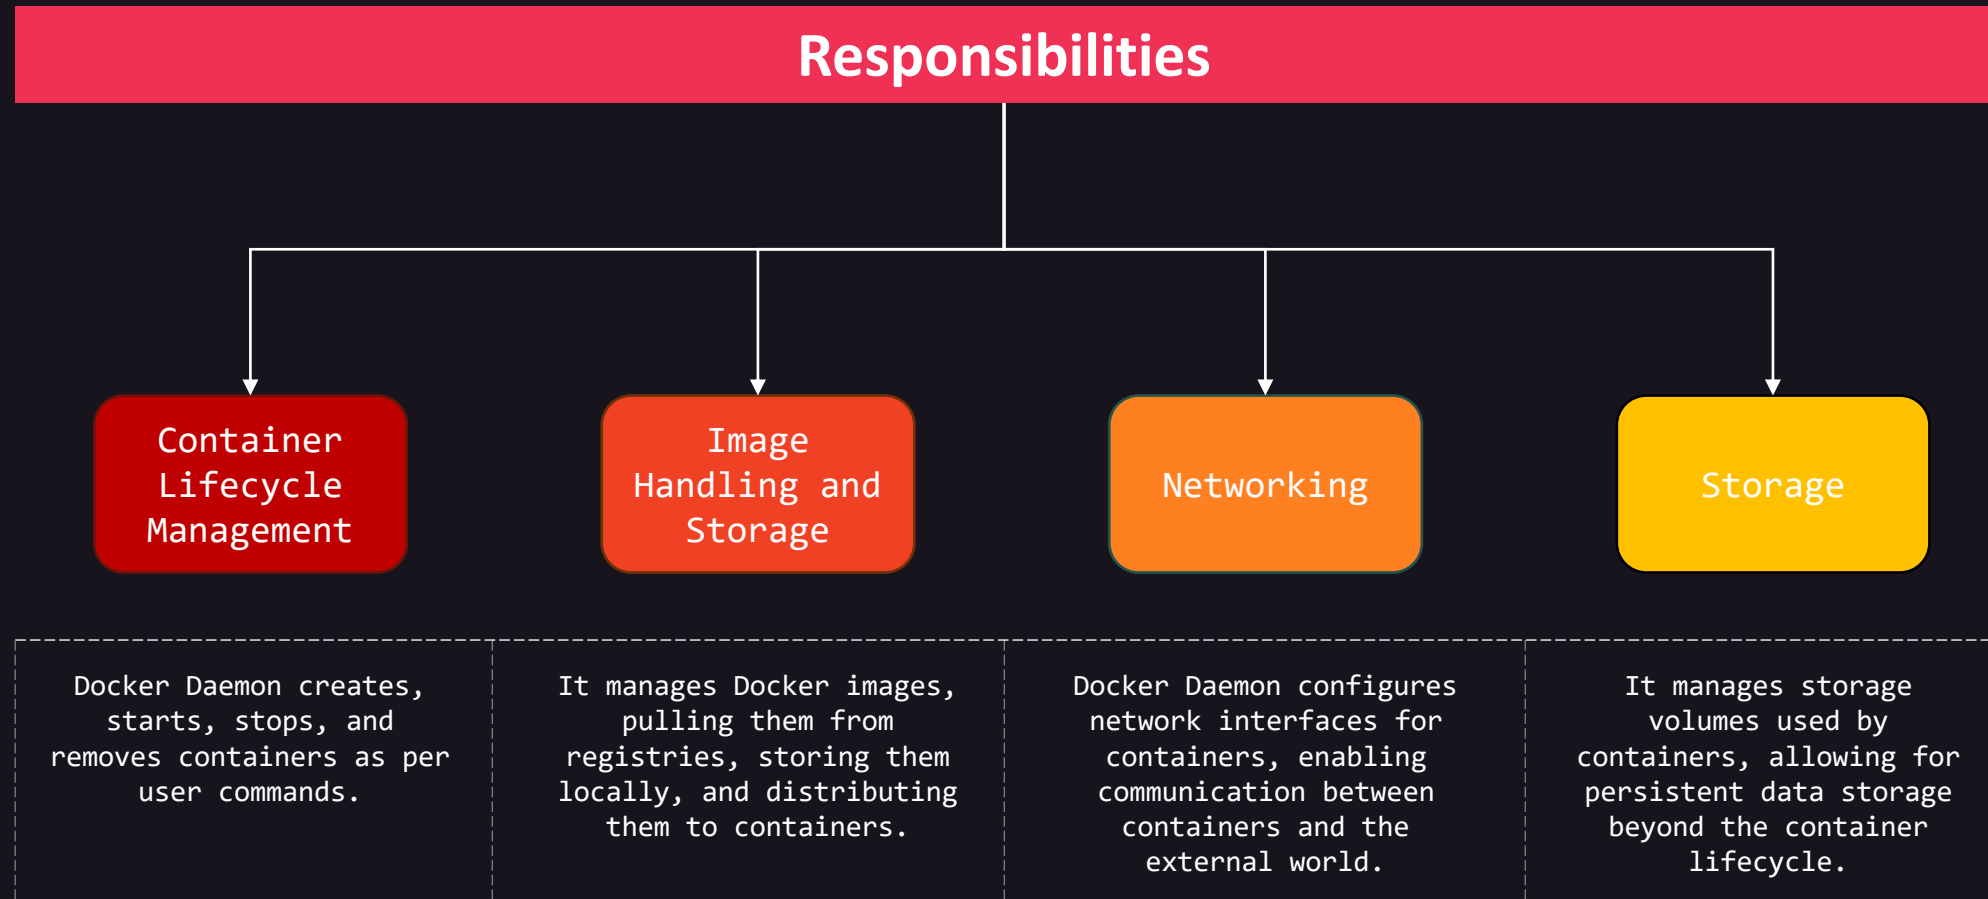 Responsibilities
Container
Lifecycle
Management
Image
Handling and
Storage
Networking
Storage
Docker Daemon creates,
starts, stops, and
removes containers as per
user commands.
It manages Docker images,
pulling them from
registries, storing them
locally, and distributing
them to containers.
Docker Daemon configures
network interfaces for
containers, enabling
communication between
containers and the
external world.
It manages storage
volumes used by
containers, allowing for
persistent data storage
beyond the container
lifecycle.